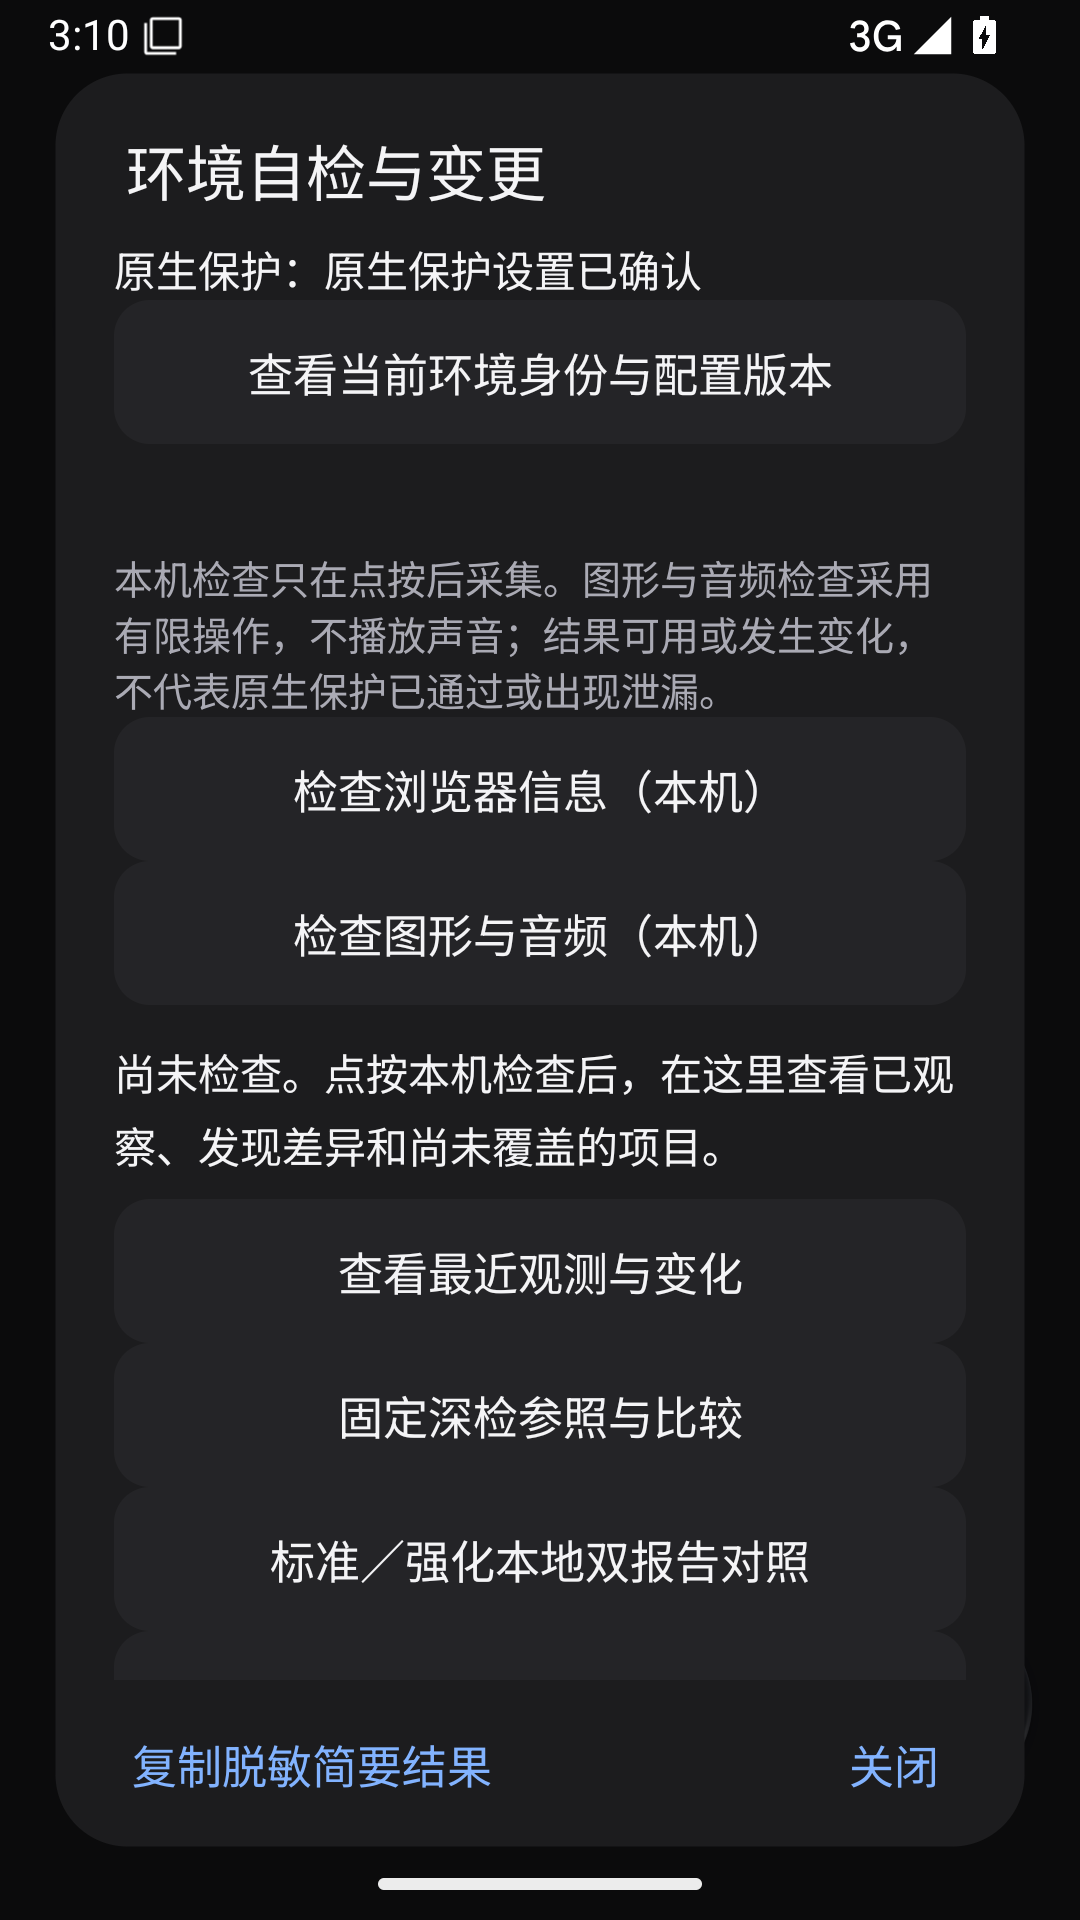 3:10
3G
环境自检与变更
原生保护：原生保护设置已确认
查看当前环境身份与配置版本
本机检查只在点按后采集。图形与音频检查采用
有限操作，不播放声音；结果可用或发生变化，
不代表原生保护已通过或出现泄漏。
检查浏览器信息（本机）
检查图形与音频（本机）
尚未检查。点按本机检查后，在这里查看已观
察、发现差异和尚未覆盖的项目。
查看最近观测与变化
固定深检参照与比较
标准／强化本地双报告对照
复制脱敏简要结果
关闭